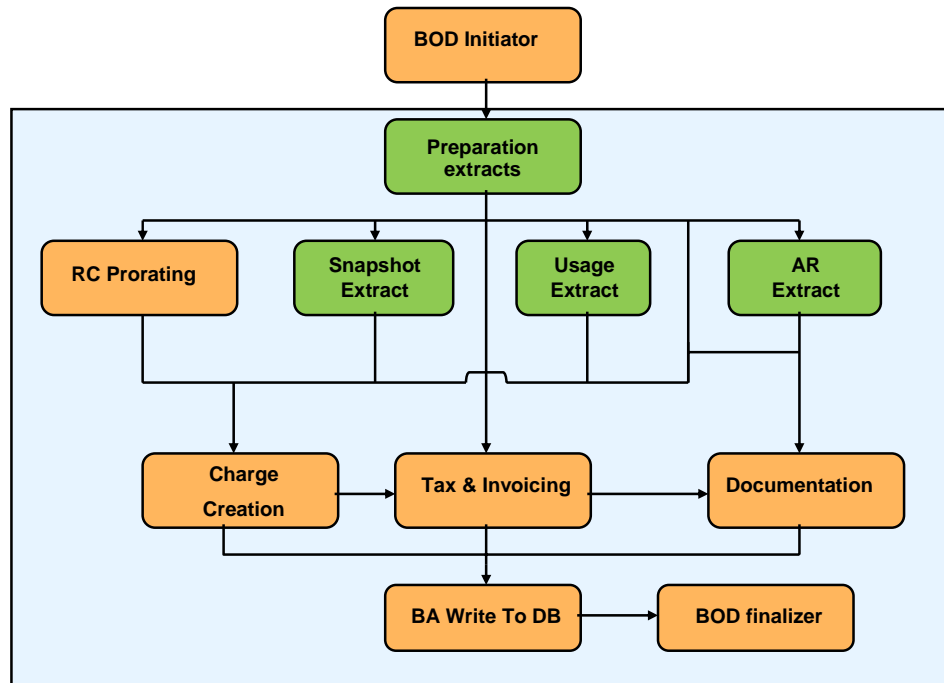 BOD Initiator
Preparation
extracts
RC Prorating
Snapshot
Extract
Usage
Extract
AR
Extract
Charge
Creation
Tax & Invoicing
Documentation
BA Write To DB
BOD finalizer